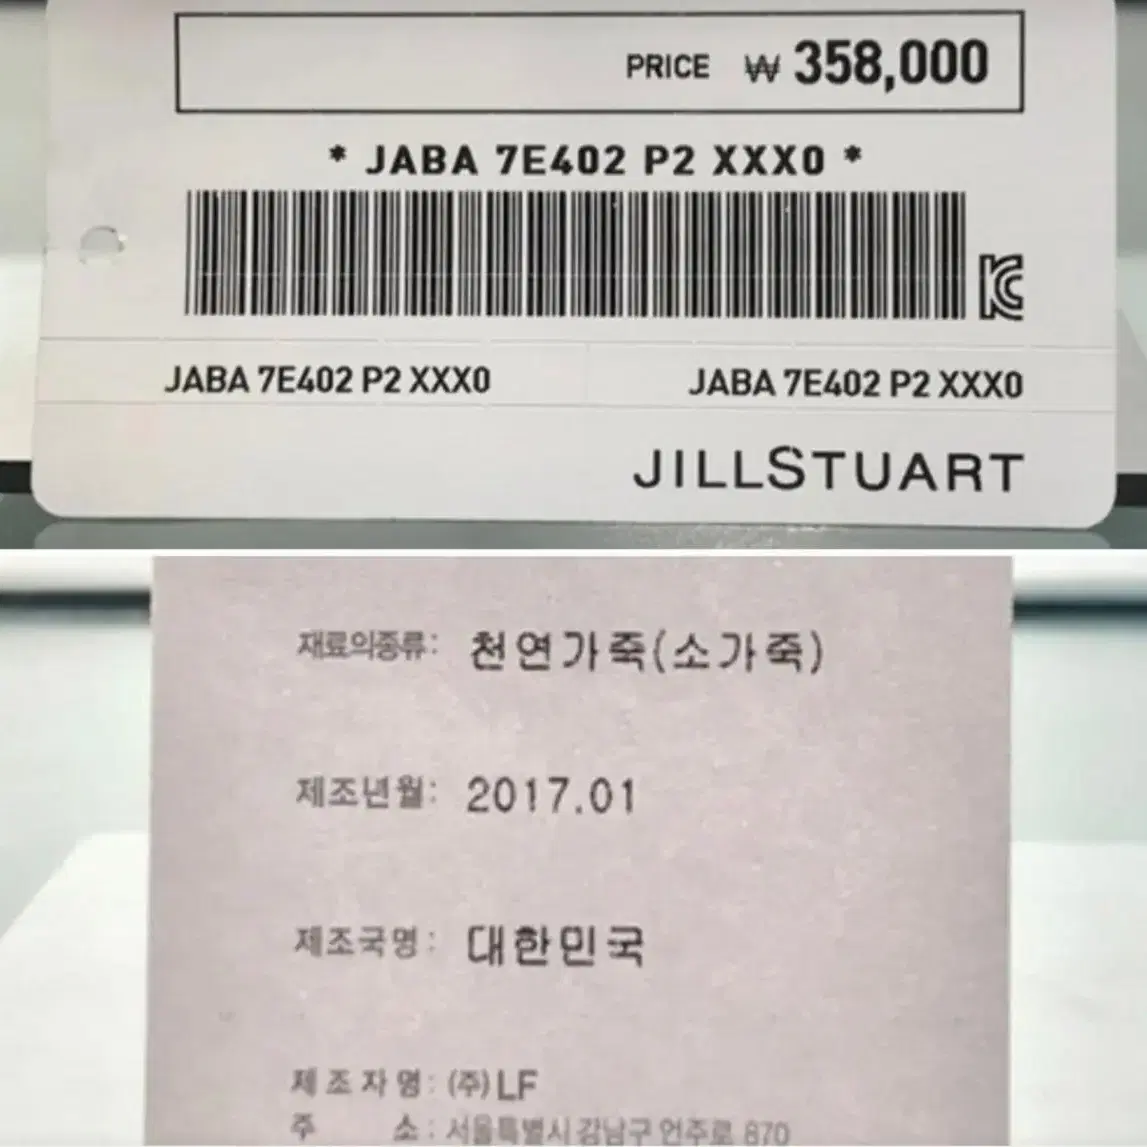 PRICE ₩ 358,000
* JABA 7E402 P2 XXX0 *
KC
JABA 7E402 P2 XXX0 JABA 7E402 P2 XXX0
JILLSTUART
재료의종류: 천연가죽(소가죽)
제조년월: 2017.01
제조국명: 대한민국
제조자명: (주)LF
주 소: 서울특별시 강남구 언주로 870